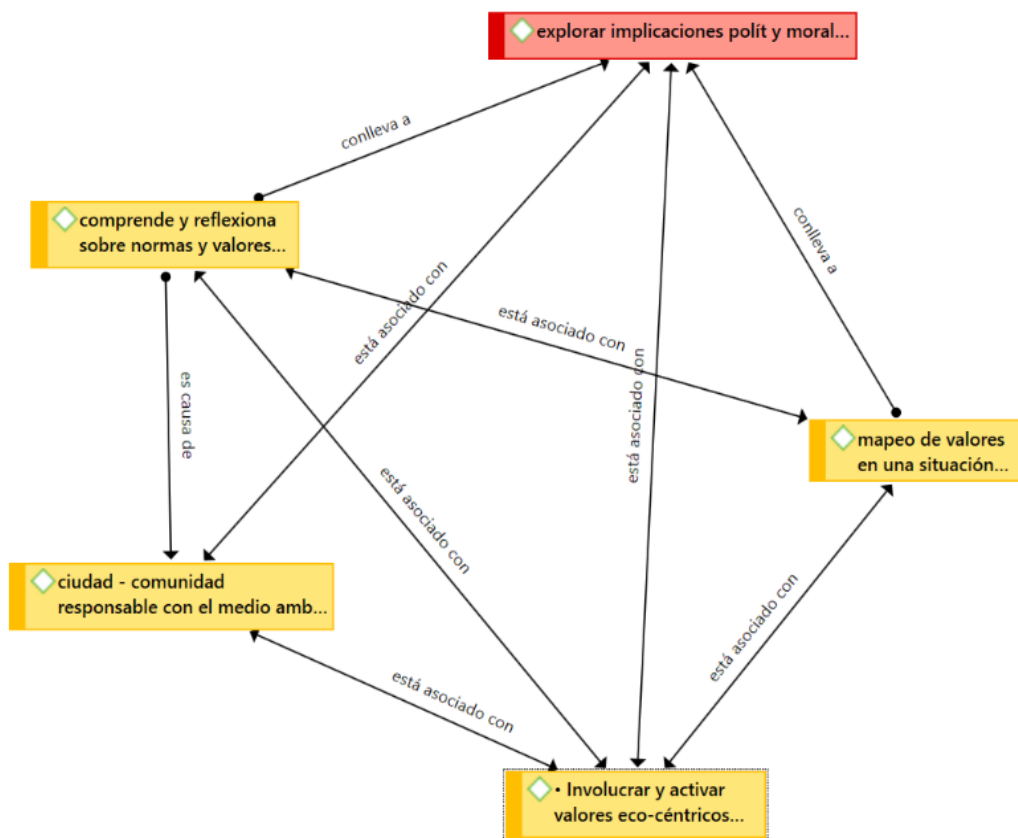 explorar implicaciones polít y moral...
conlleva a
comprende y reflexiona
sobre normas y valores...
conlleva a
está asociado con
está asociado con
es causa de
está asociado con
mapeo de valores
en una situación...
está asociado con
ciudad - comunidad
responsable con el medio amb...
está asociado con
está asociado con
• Involucrar y activar
valores eco-céntricos...